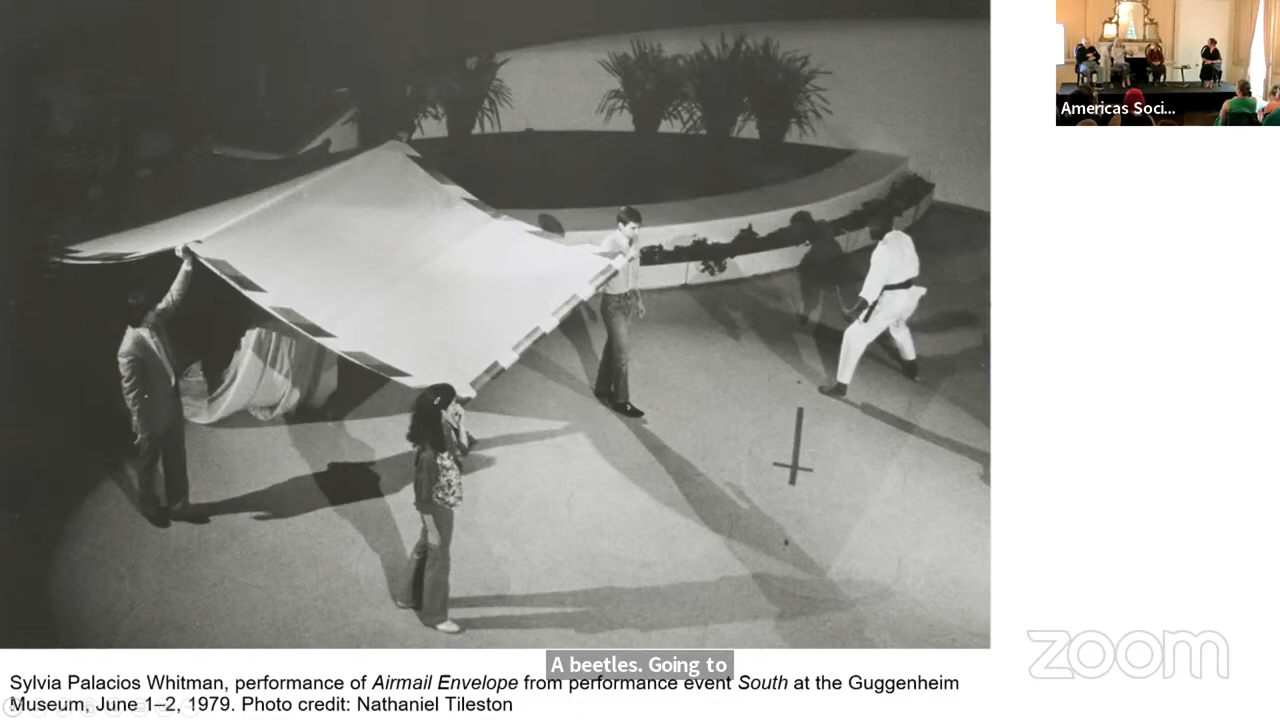 Americas Soci...
A beetles. Going to
Sylvia Palacios Whitman, performance of Airmail Envelope from performance event South at the Guggenheim
Museum, June 1–2, 1979. Photo credit: Nathaniel Tileston
zoom